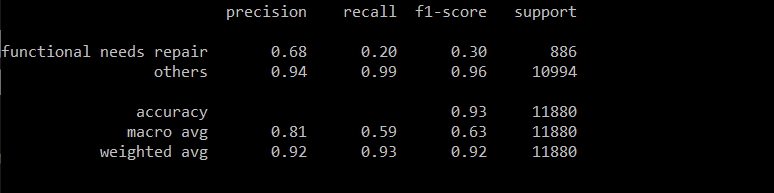 precision recall f1-score support
functional needs repair 0.68 0.20 0.30 886
others 0.94 0.99 0.96 10994
accuracy 0.93 11880
macro avg 0.81 0.59 0.63 11880
weighted avg 0.92 0.93 0.92 11880